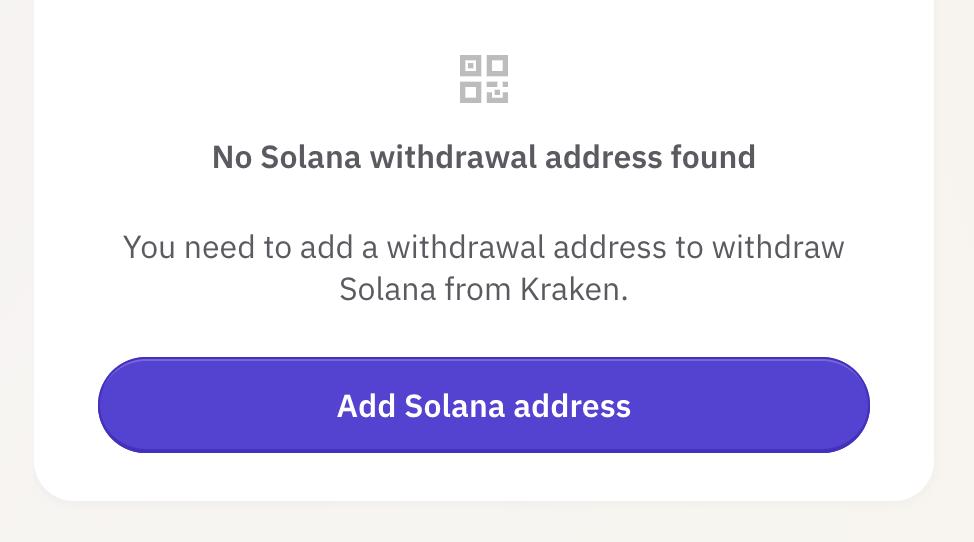 No Solana withdrawal address found
You need to add a withdrawal address to withdraw
Solana from Kraken.
Add Solana address